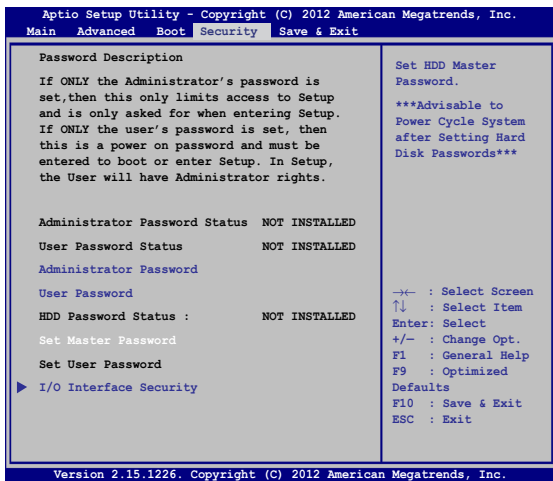 Aptio Setup Utility - Copyright (C) 2012 American Megatrends, Inc.
Main Advanced Boot Security Save & Exit
Password Description
If ONLY the Administrator's password is
set,then this only limits access to Setup
and is only asked for when entering Setup.
If ONLY the user's password is set, then
this is a power on password and must be
entered to boot or enter Setup. In Setup,
the User will have Administrator rights.
Administrator Password Status NOT INSTALLED
User Password Status NOT INSTALLED
Administrator Password
User Password
HDD Password Status : NOT INSTALLED
Set Master Password
Set User Password
I/O Interface Security
Set HDD Master
Password.
***Advisable to
Power Cycle System
after Setting Hard
Disk Passwords***
→← : Select Screen
↑↓ : Select Item
Enter: Select
+/— : Change Opt.
F1 : General Help
F9 : Optimized
Defaults
F10 : Save & Exit
ESC : Exit
Version 2.15.1226. Copyright (C) 2012 American Megatrends, Inc.